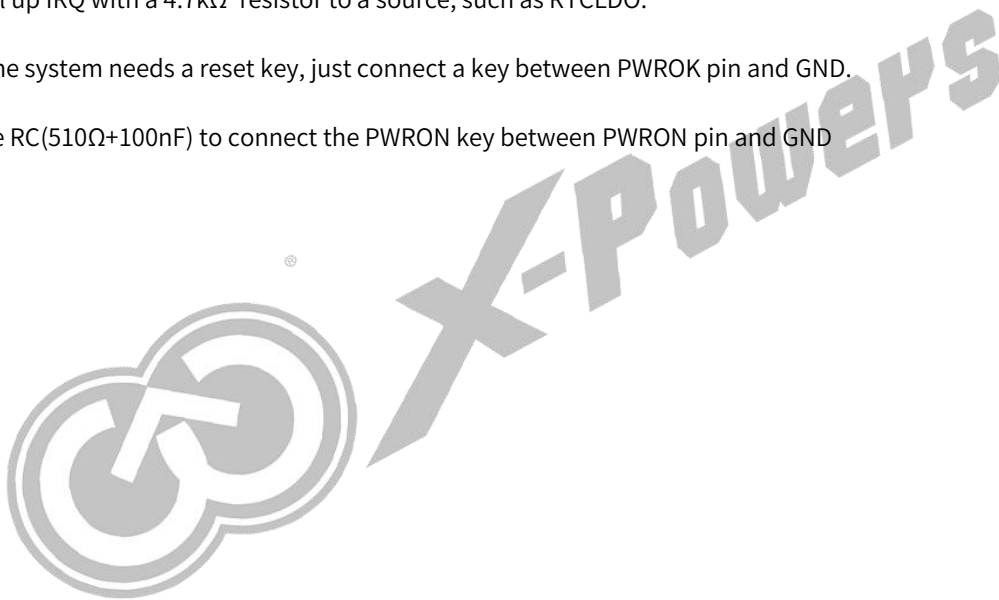 up IRQ with a 4.7kΩ resistor to a source, such as RTCLDO.
system needs a reset key, just connect a key between PWROK pin and GND.
RC(510Ω+100nF) to connect the PWRON key between PWRON pin and GND
X-Powers
®